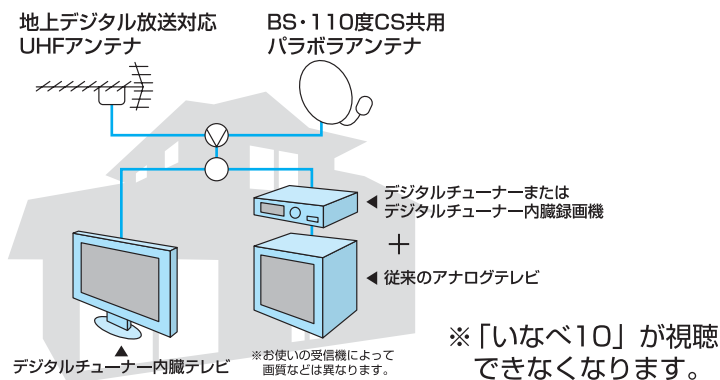 地上デジタル放送対応
UHFアンテナ
BS・110度CS共用
パラボラアンテナ
◀ デジタルチューナーまたは
デジタルチューナー内臓録画機
＋
◀ 従来のアナログテレビ
▲
デジタルチューナー内臓テレビ
※お使いの受信機によって
画質などは異なります。
※「いなべ10」が視聴
できなくなります。